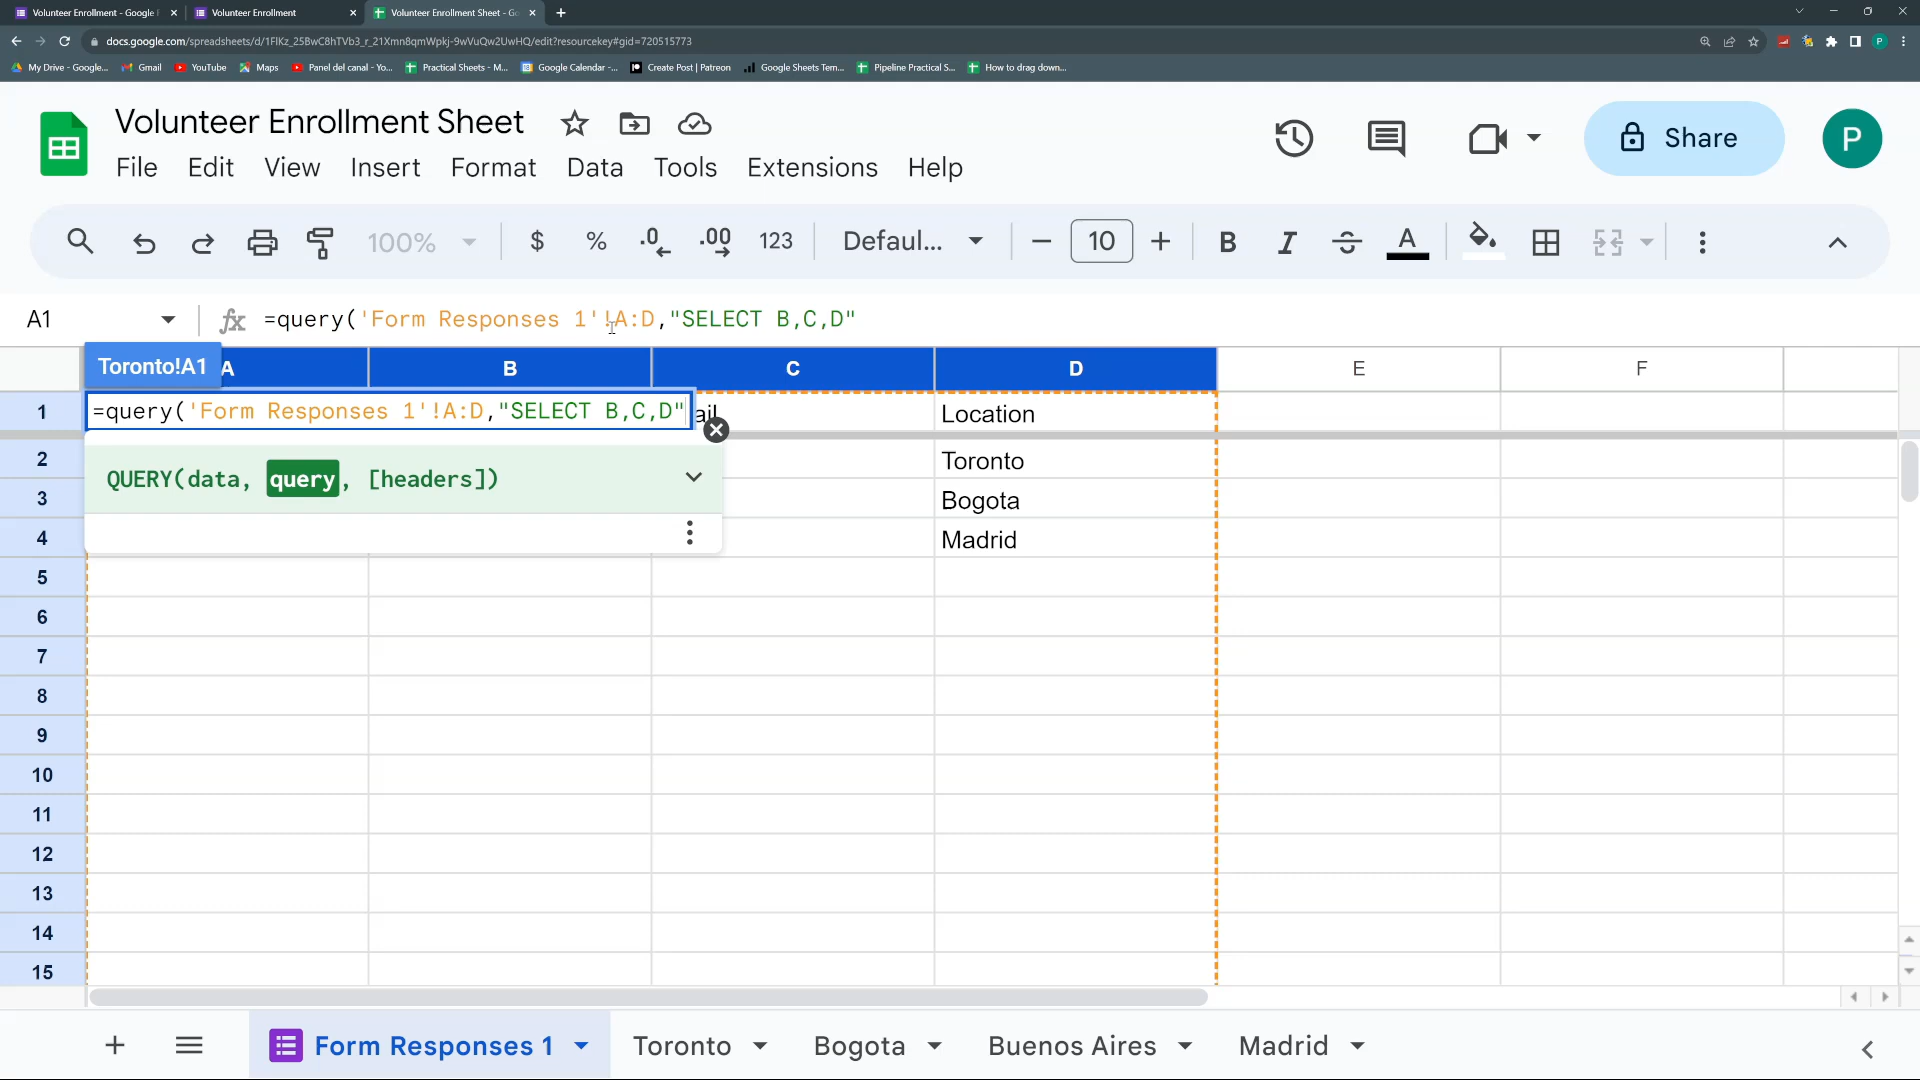 Volunteer Enrollment - Google F
Volunteer Enrollment
Volunteer Enrollment Sheet - Go
docs.google.com/spreadsheets/d/1FlKz_25BwC8hTVb3_r_21Xmn8qmWpkj-9wVuQw2UwHQ/edit?resourcekey#gid=720515773
P
My Drive - Google...
Gmail
YouTube
Maps
Panel del canal - Yo...
Practical Sheets - M...
Google Calendar -...
Create Post | Patreon
Google Sheets Tem...
Pipeline Practical S...
How to drag down...
Volunteer Enrollment Sheet
Share
P
File Edit View Insert Format Data Tools Extensions Help
100% $ % .0 .00 123 Defaul... 10 B I A
A1 fx =query('Form Responses 1'!A:D,"SELECT B,C,D"
Toronto!A1 A B C D E F
1 =query('Form Responses 1'!A:D,"SELECT B,C,D" ail Location
QUERY(data, query, [headers])
2 Toronto
3 Bogota
4 Madrid
5
6
7
8
9
10
11
12
13
14
15
Form Responses 1 Toronto Bogota Buenos Aires Madrid